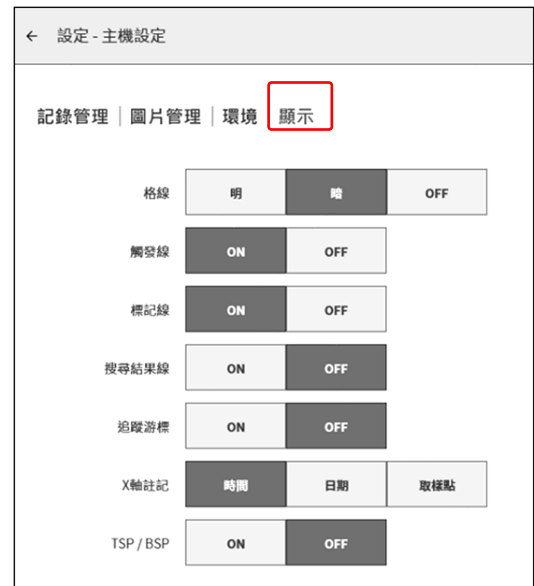 ← 設定 - 主機設定
記錄管理 | 圖片管理 | 環境 | 顯示
格線 明 暗 OFF
觸發線 ON OFF
標記線 ON OFF
搜尋結果線 ON OFF
追蹤游標 ON OFF
X軸註記 時間 日期 取樣點
TSP / BSP ON OFF